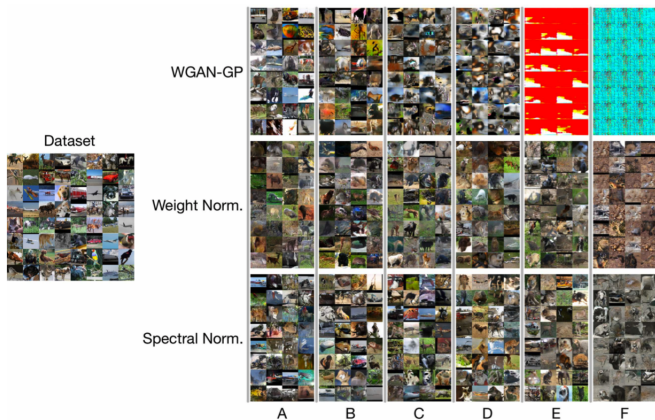 WGAN-GP
Dataset
Weight Norm.
Spectral Norm.
A B C D E F